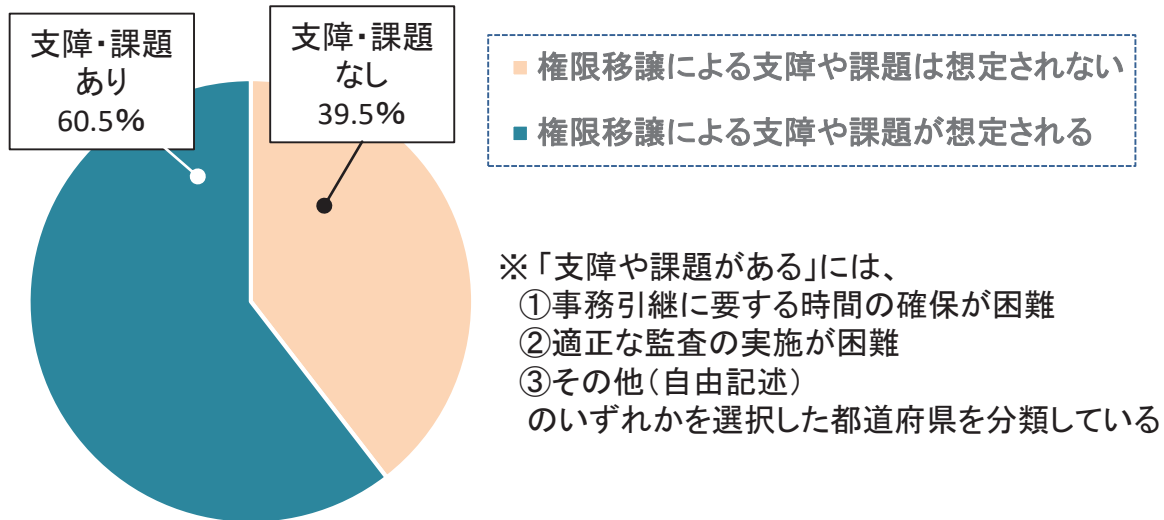 支障・課題
あり
60.5%
支障・課題
なし
39.5%
権限移譲による支障や課題は想定されない
権限移譲による支障や課題が想定される
※「支障や課題がある」には、
①事務引継に要する時間の確保が困難
②適正な監査の実施が困難
③その他(自由記述)
のいずれかを選択した都道府県を分類している